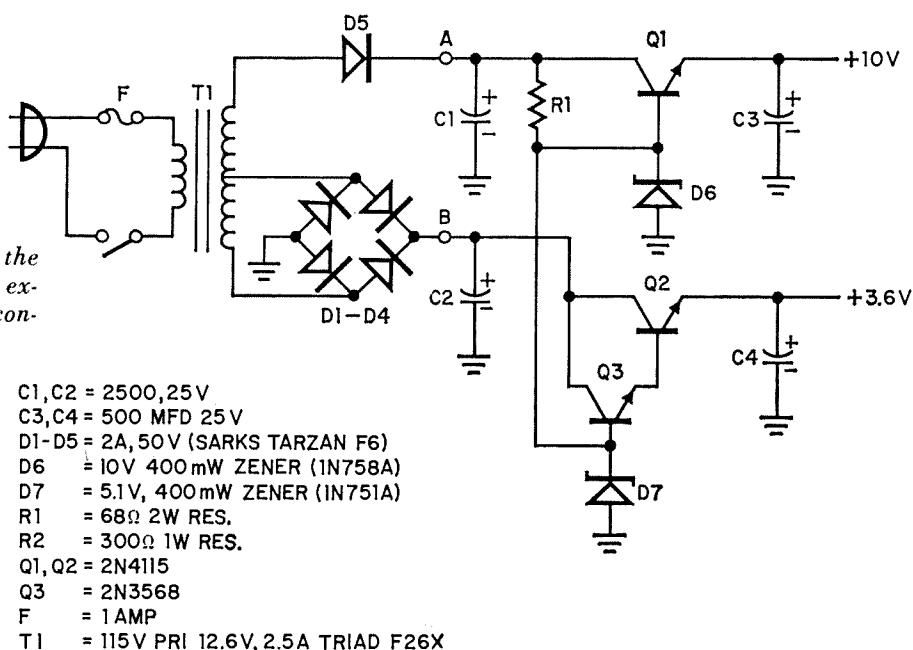 D5
A
Q1
+10V
F
T1
C1
+
-
R1
C3
+
-
D6
B
the
ex-
con-
D1-D4
C2
+
-
Q2
+3.6V
Q3
C4
+
-
D7
C1,C2 = 2500,25V
C3,C4 = 500 MFD 25V
D1-D5 = 2A,50V (SARKS TARZAN F6)
D6 = 10V 400mW ZENER (1N758A)
D7 = 5.1V, 400mW ZENER (1N751A)
R1 = 68Ω 2W RES.
R2 = 300Ω 1W RES.
Q1,Q2 = 2N4115
Q3 = 2N3568
F = 1 AMP
T1 = 115V PRI 12.6V, 2.5A TRIAD F26X